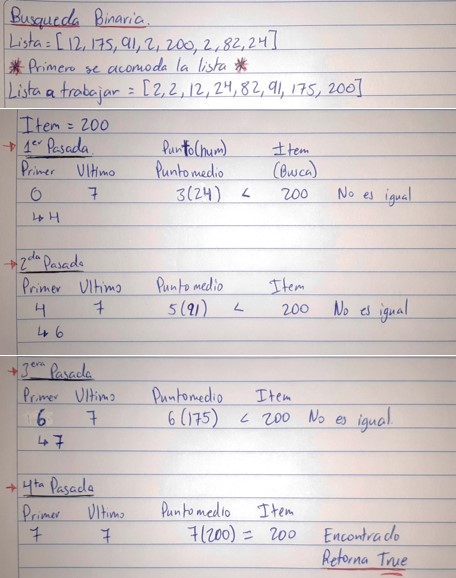 Busqueda Binaria.
Lista = [12, 175, 91, 2, 200, 2, 82, 24]
* Primero se acomoda la lista *
Lista a trabajar = [2, 2, 12, 24, 82, 91, 175, 200]
Item = 200
→ 1er Pasada. Punto(num) Item
Primer Ultimo Puntomedio (Busca)
0 7 3(24) < 200 No es igual
↳ 4
→ 2da Pasada
Primer Ultimo Puntomedio Item
4 7 5(91) < 200 No es igual
↳ 6
→ 3era Pasada
Primer Ultimo Puntomedio Item
6 7 6(175) < 200 No es igual.
↳ 7
→ 4ta Pasada
Primer Ultimo Puntomedio Item
7 7 7(200) = 200 Encontrado
Retorna True